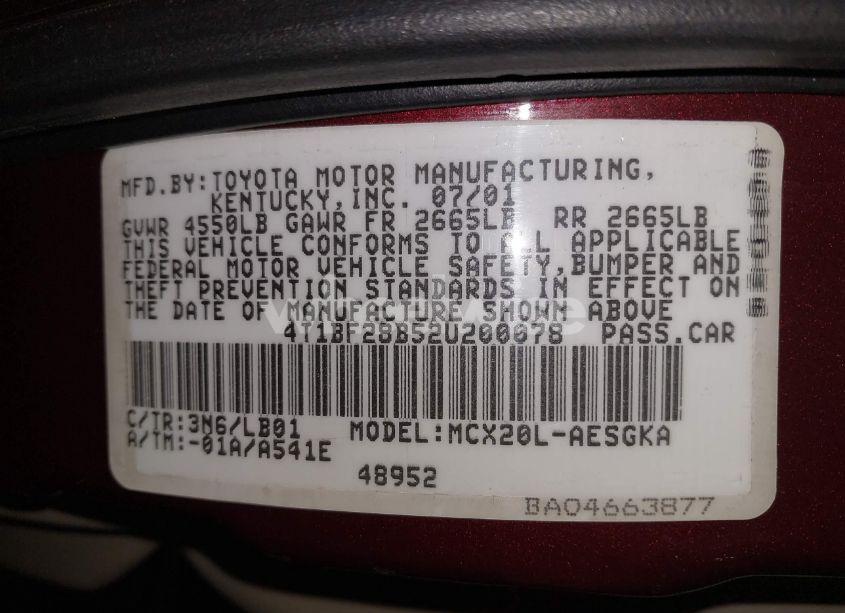 MFD.BY:TOYOTA MOTOR MANUFACTURING,
KENTUCKY,INC. 07/01
GVWR 4550LB GAWR FR 2665LB RR 2665LB
THIS VEHICLE CONFORMS TO ALL APPLICABLE
FEDERAL MOTOR VEHICLE SAFETY,BUMPER AND
THEFT PREVENTION STANDARDS IN EFFECT ON
THE DATE OF MANUFACTURE SHOWN ABOVE
4T1BF28B52U200078 PASS.CAR
C/TR:3N6/LB01 MODEL:MCX20L-AESGKA
A/TM:-01A/A541E
48952
BA04663877